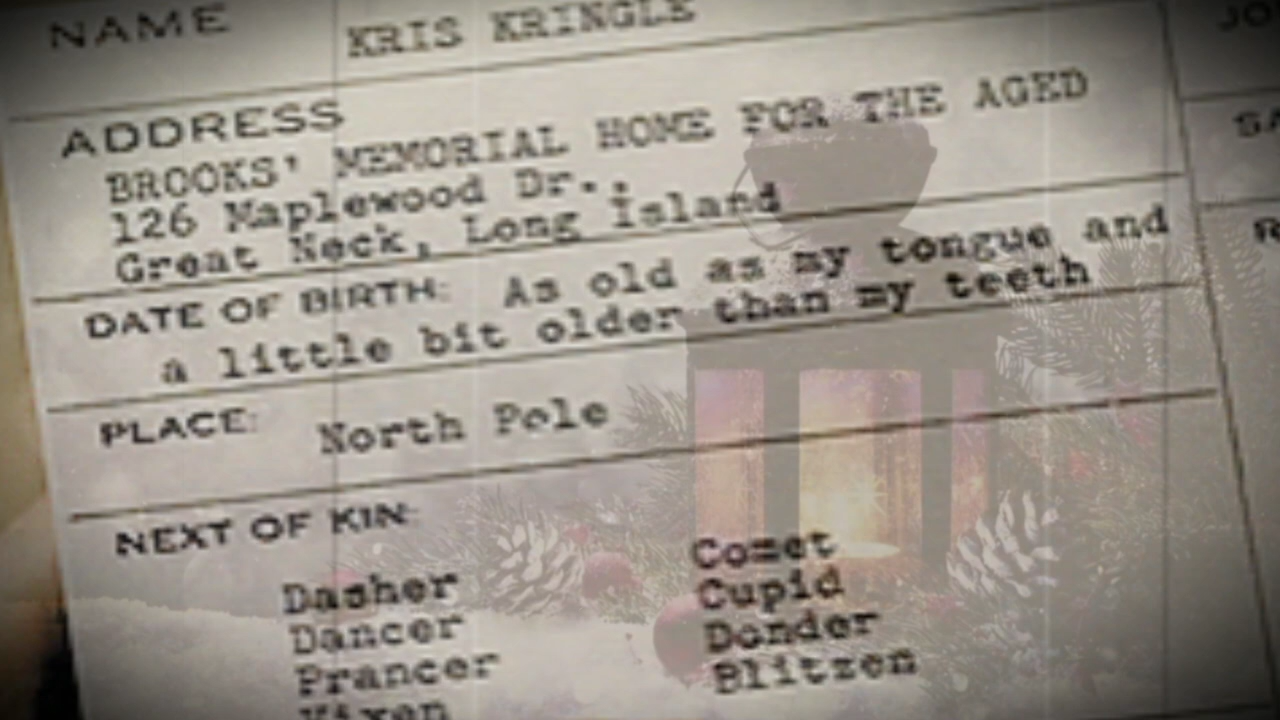 NAME KRIS KRINGLE
ADDRESS
BROOKS' MEMORIAL HOME FOR THE AGED
126 Maplewood Dr.,
Great Neck, Long Island
DATE OF BIRTH: As old as my tongue and
a little bit older than my teeth
PLACE: North Pole
NEXT OF KIN:
Dasher Comet
Dancer Cupid
Prancer Donder
Vixen Blitzen